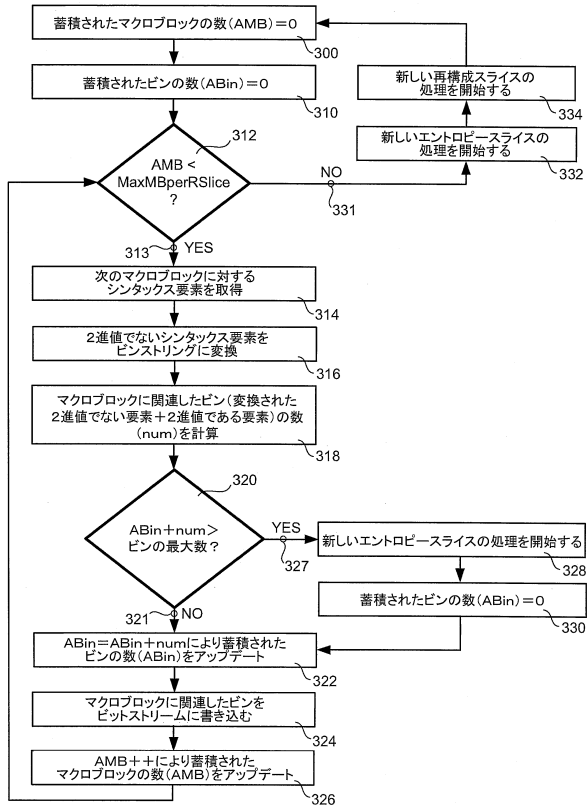 蓄積されたマクロブロックの数(AMB)=0
300
蓄積されたビンの数(ABin)=0
310
312
AMB <
MaxMBperRSlice
?
NO
331
新しい再構成スライスの
処理を開始する
334
新しいエントロピースライスの
処理を開始する
332
313
YES
次のマクロブロックに対する
シンタックス要素を取得
314
2進値でないシンタックス要素を
ビンストリングに変換
316
マクロブロックに関連したビン(変換された
2進値でない要素+2進値である要素)の数
(num)を計算
318
320
ABin+num>
ビンの最大数?
YES
327
新しいエントロピースライスの処理を開始する
328
蓄積されたビンの数(ABin)=0
330
321
NO
ABin=ABin+numにより蓄積された
ビンの数(ABin)をアップデート
322
マクロブロックに関連したビンを
ビットストリームに書き込む
324
AMB++により蓄積された
マクロブロックの数(AMB)をアップデート
326